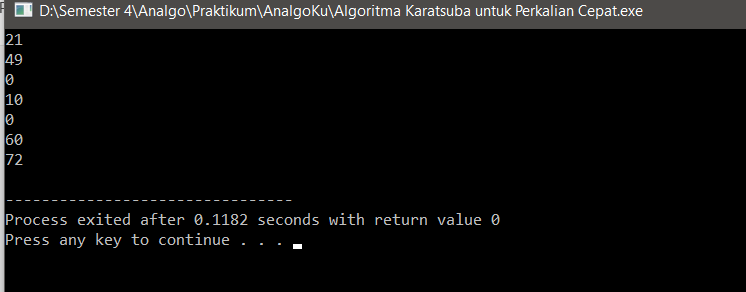 D:\Semester 4\Analgo\Praktikum\AnalgoKu\Algoritma Karatsuba untuk Perkalian Cepat.exe
21
49
0
10
0
60
72
--------------------------------
Process exited after 0.1182 seconds with return value 0
Press any key to continue . . .